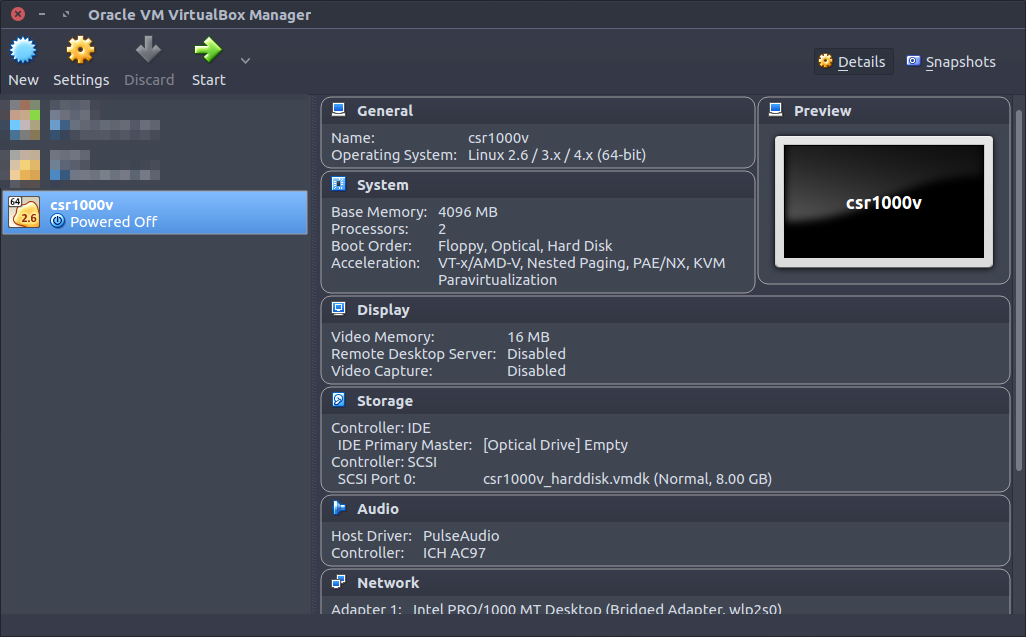 Oracle VM VirtualBox Manager
New Settings Discard Start
Details Snapshots
64
2.6
csr1000v
Powered Off
General
Name: csr1000v
Operating System: Linux 2.6 / 3.x / 4.x (64-bit)
Preview
csr1000v
System
Base Memory: 4096 MB
Processors: 2
Boot Order: Floppy, Optical, Hard Disk
Acceleration: VT-x/AMD-V, Nested Paging, PAE/NX, KVM
Paravirtualization
Display
Video Memory: 16 MB
Remote Desktop Server: Disabled
Video Capture: Disabled
Storage
Controller: IDE
IDE Primary Master: [Optical Drive] Empty
Controller: SCSI
SCSI Port 0: csr1000v_harddisk.vmdk (Normal, 8.00 GB)
Audio
Host Driver: PulseAudio
Controller: ICH AC97
Network
Adapter 1: Intel PRO/1000 MT Desktop (Bridged Adapter, wlp2s0)